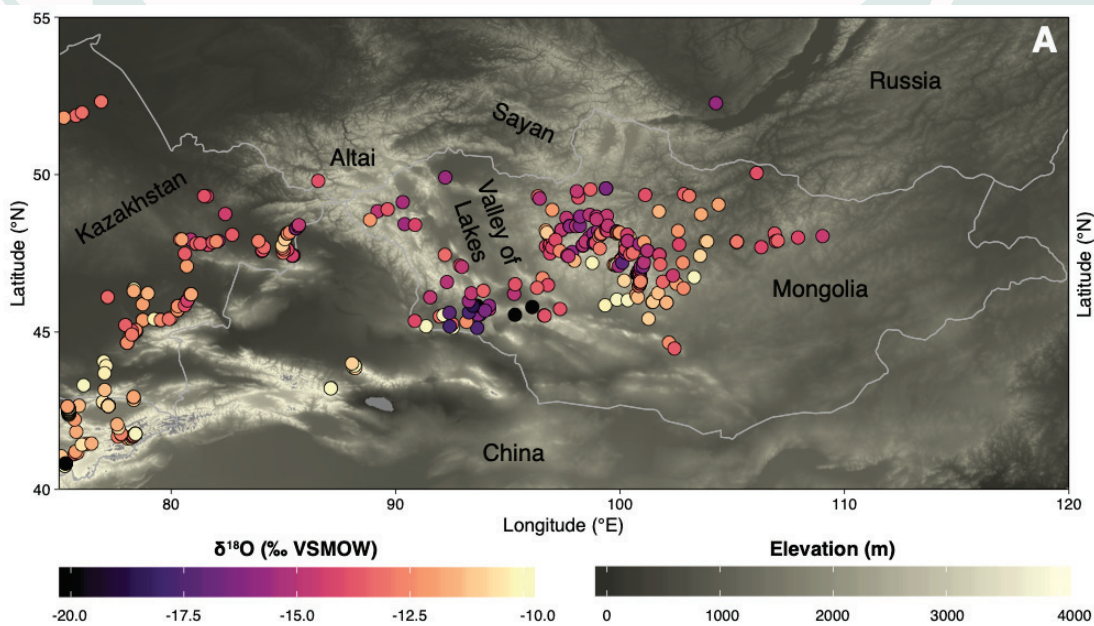 55
A
Russia
Sayan
Altai
50
Kazakhstan
Valley of
Lakes
Latitude (°N)
Latitude (°N)
Mongolia
45
China
40
80
90
100
110
120
Longitude (°E)
δ¹⁸O (‰ VSMOW)
Elevation (m)
-20.0
-17.5
-15.0
-12.5
-10.0
0
1000
2000
3000
4000